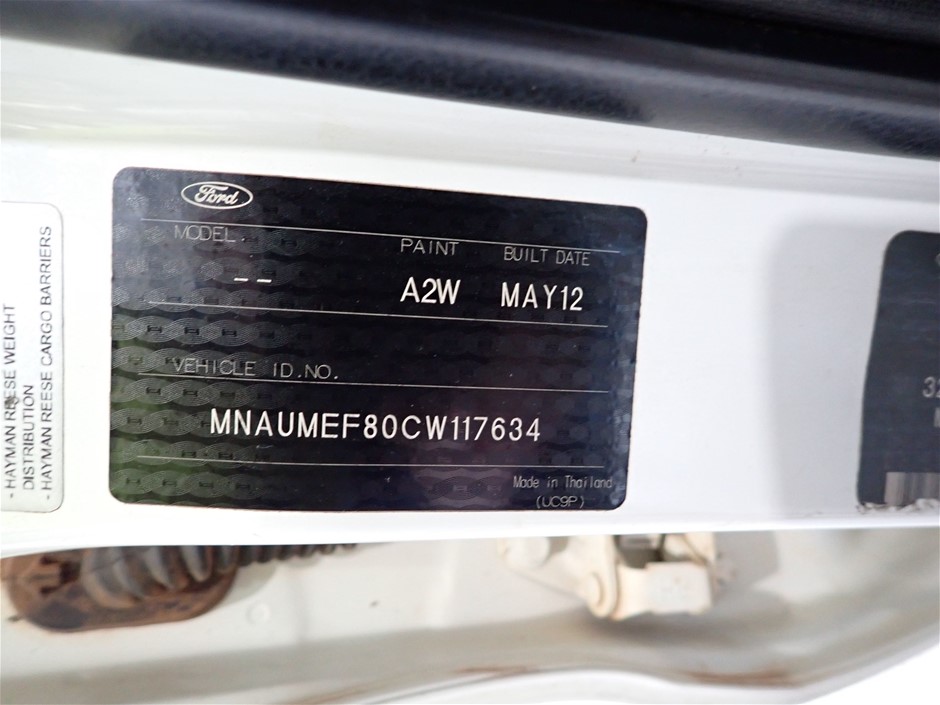 Ford
MODEL
PAINT
BUILT DATE
--
A2W
MAY12
VEHICLE ID.NO.
MNAUMEF80CW117634
Made in Thailand
(UC9P)
- HAYMAN REESE WEIGHT
DISTRIBUTION
- HAYMAN REESE CARGO BARRIERS